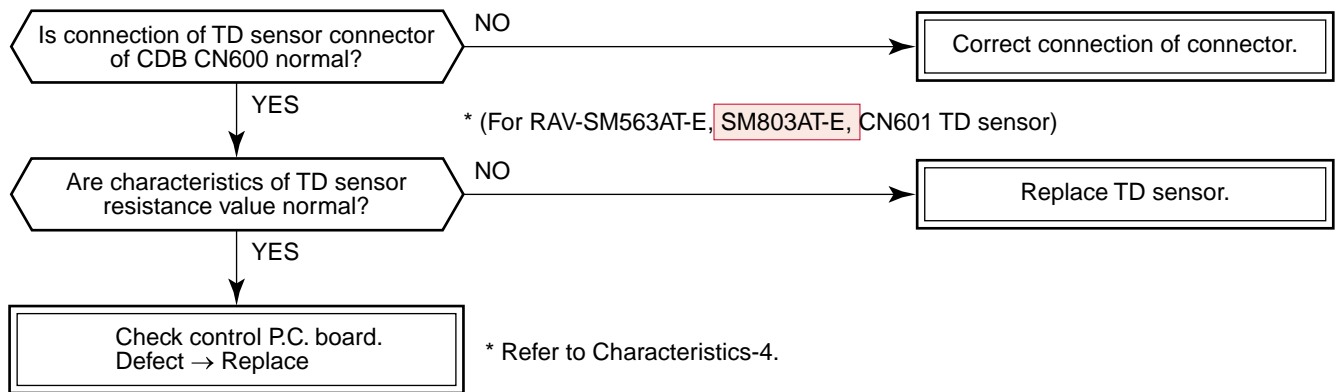 Is connection of TD sensor connector
of CDB CN600 normal?
NO
Correct connection of connector.
YES
* (For RAV-SM563AT-E, SM803AT-E, CN601 TD sensor)
Are characteristics of TD sensor
resistance value normal?
NO
Replace TD sensor.
YES
Check control P.C. board.
Defect → Replace
* Refer to Characteristics-4.